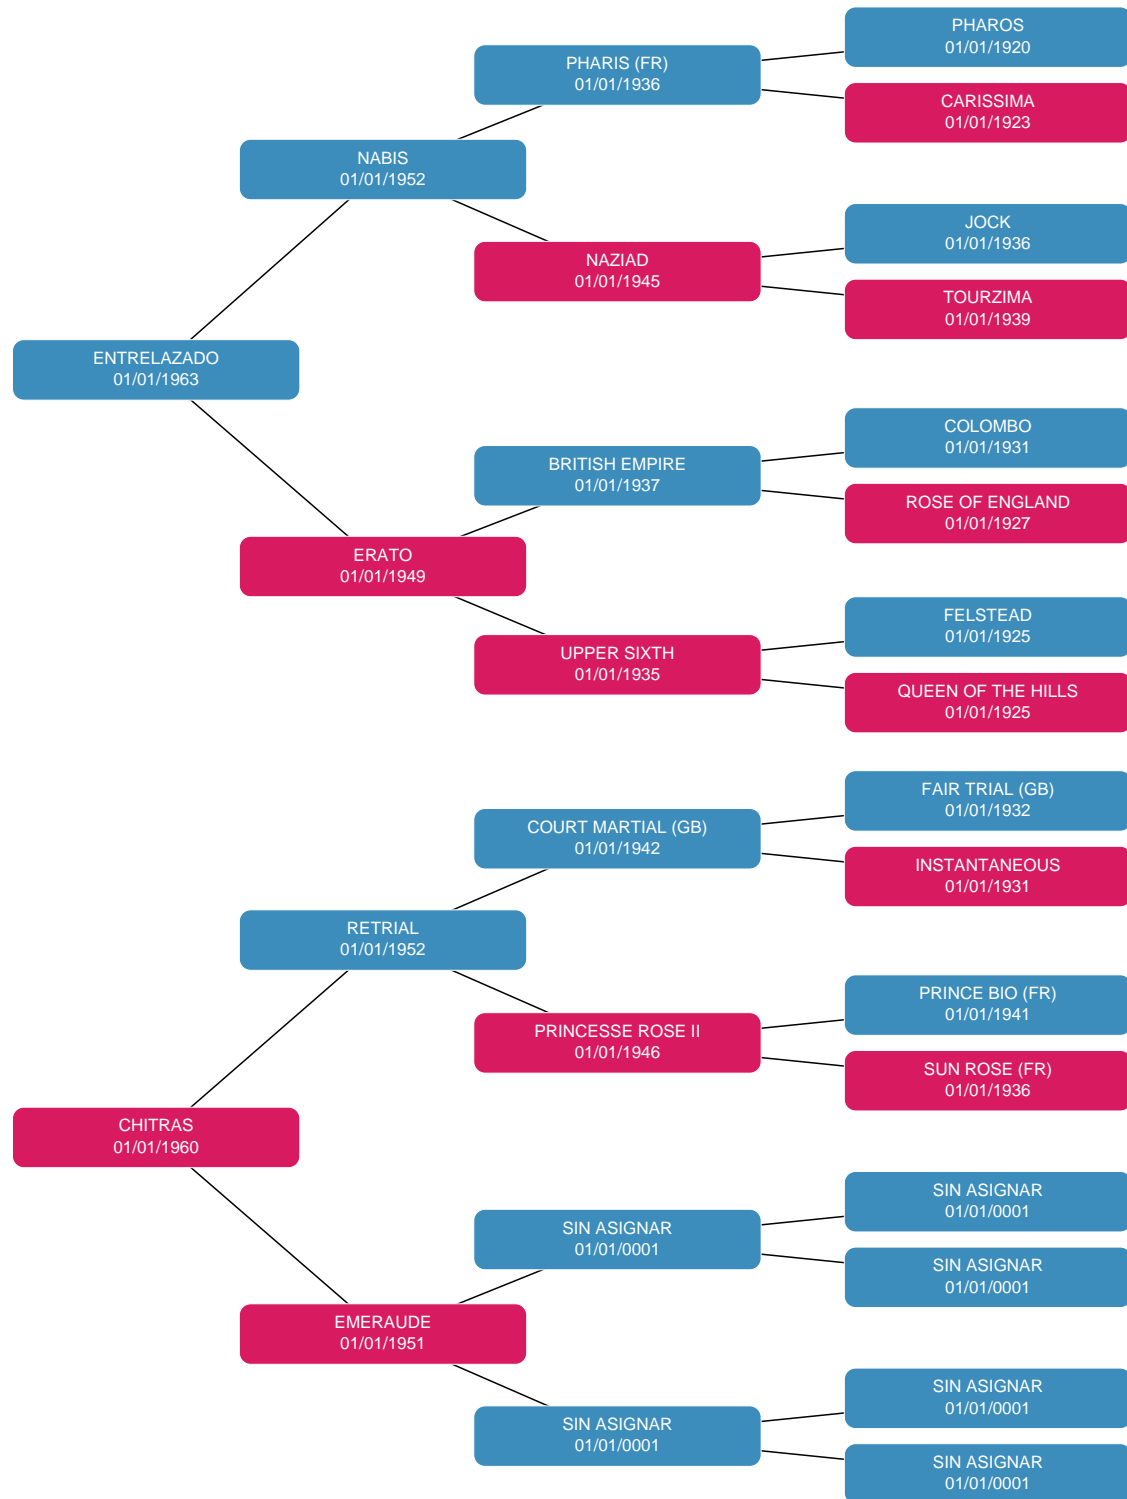 PHAROS
01/01/1920
PHARIS (FR)
01/01/1936
CARISSIMA
01/01/1923
NABIS
01/01/1952
JOCK
01/01/1936
NAZIAD
01/01/1945
TOURZIMA
01/01/1939
ENTRELAZADO
01/01/1963
COLOMBO
01/01/1931
BRITISH EMPIRE
01/01/1937
ROSE OF ENGLAND
01/01/1927
ERATO
01/01/1949
FELSTEAD
01/01/1925
UPPER SIXTH
01/01/1935
QUEEN OF THE HILLS
01/01/1925
FAIR TRIAL (GB)
01/01/1932
COURT MARTIAL (GB)
01/01/1942
INSTANTANEOUS
01/01/1931
RETRIAL
01/01/1952
PRINCE BIO (FR)
01/01/1941
PRINCESSE ROSE II
01/01/1946
SUN ROSE (FR)
01/01/1936
CHITRAS
01/01/1960
SIN ASIGNAR
01/01/0001
SIN ASIGNAR
01/01/0001
SIN ASIGNAR
01/01/0001
EMERAUDE
01/01/1951
SIN ASIGNAR
01/01/0001
SIN ASIGNAR
01/01/0001
SIN ASIGNAR
01/01/0001